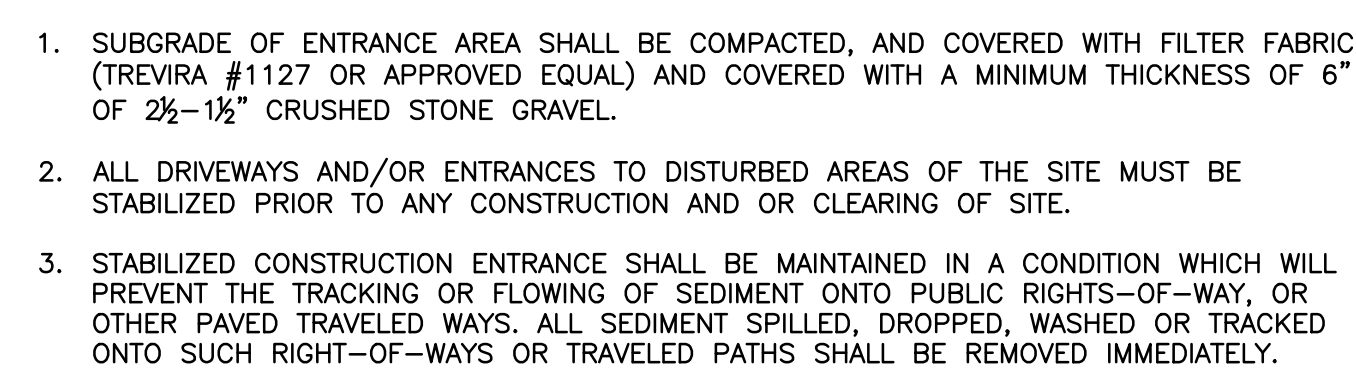 1. SUBGRADE OF ENTRANCE AREA SHALL BE COMPACTED, AND COVERED WITH FILTER FABRIC
(TREVIRA #1127 OR APPROVED EQUAL) AND COVERED WITH A MINIMUM THICKNESS OF 6"
OF 2½–1½" CRUSHED STONE GRAVEL.
2. ALL DRIVEWAYS AND/OR ENTRANCES TO DISTURBED AREAS OF THE SITE MUST BE
STABILIZED PRIOR TO ANY CONSTRUCTION AND OR CLEARING OF SITE.
3. STABILIZED CONSTRUCTION ENTRANCE SHALL BE MAINTAINED IN A CONDITION WHICH WILL
PREVENT THE TRACKING OR FLOWING OF SEDIMENT ONTO PUBLIC RIGHTS–OF–WAY, OR
OTHER PAVED TRAVELED WAYS. ALL SEDIMENT SPILLED, DROPPED, WASHED OR TRACKED
ONTO SUCH RIGHT–OF–WAYS OR TRAVELED PATHS SHALL BE REMOVED IMMEDIATELY.